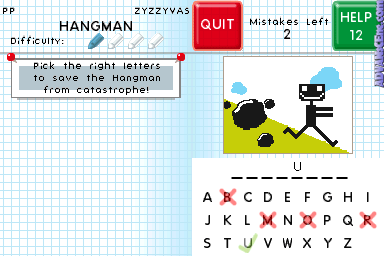 PP
ZYZZYVAS
HANGMAN
Difficulty:
Pick the right letters
to save the Hangman
from catastrophe!
QUIT
Mistakes Left
2
HELP
12
U
A B C D E F G H I
J K L M N O P Q R
S T U V W X Y Z